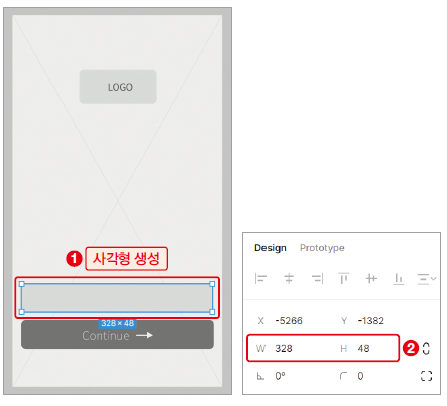 LOGO
1 사각형 생성
328 × 48
Continue
Design Prototype
X -5266 Y -1382
W 328 H 48 2
0° 0